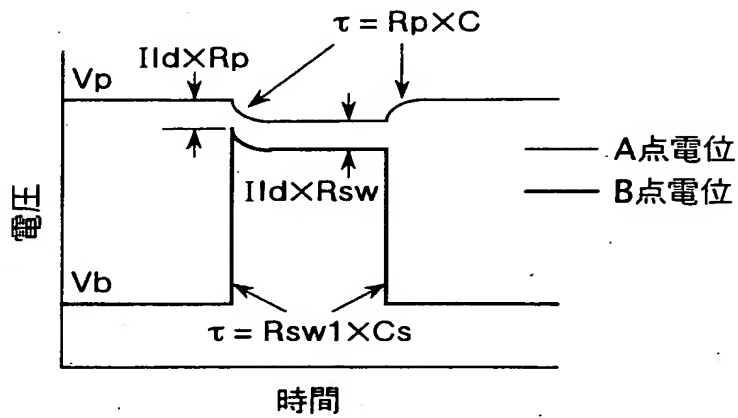 τ = Rp×C
Ild×Rp
Vp
A点電位
B点電位
Ild×Rsw
電圧
Vb
τ = Rsw1×Cs
時間